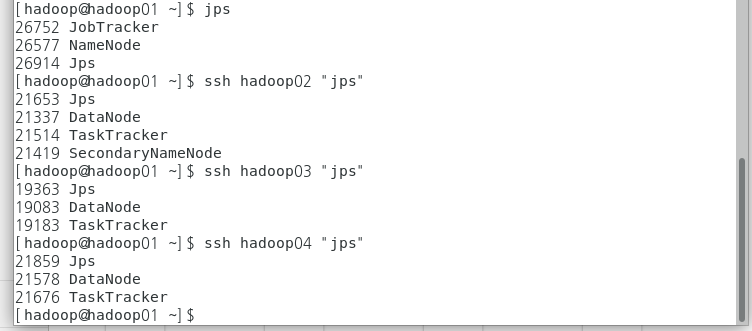 [hadoop@hadoop01 ~]$ jps
26752 JobTracker
26577 NameNode
26914 Jps
[hadoop@hadoop01 ~]$ ssh hadoop02 "jps"
21653 Jps
21337 DataNode
21514 TaskTracker
21419 SecondaryNameNode
[hadoop@hadoop01 ~]$ ssh hadoop03 "jps"
19363 Jps
19083 DataNode
19183 TaskTracker
[hadoop@hadoop01 ~]$ ssh hadoop04 "jps"
21859 Jps
21578 DataNode
21676 TaskTracker
[hadoop@hadoop01 ~]$